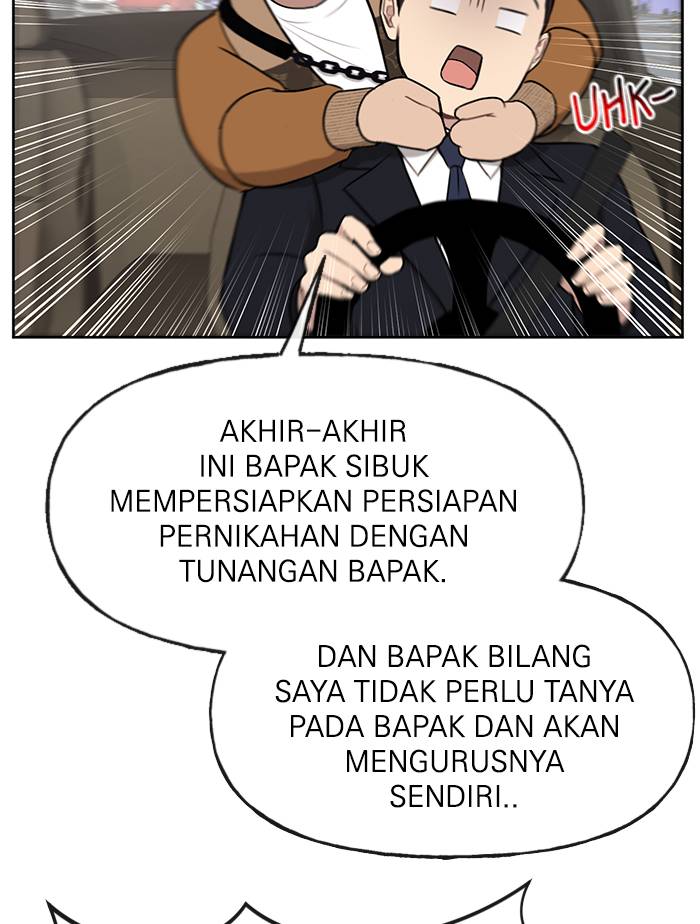 UHK-
AKHIR-AKHIR
INI BAPAK SIBUK
MEMPERSIAPKAN PERSIAPAN
PERNIKAHAN DENGAN
TUNANGAN BAPAK.
DAN BAPAK BILANG
SAYA TIDAK PERLU TANYA
PADA BAPAK DAN AKAN
MENGURUSNYA
SENDIRI..